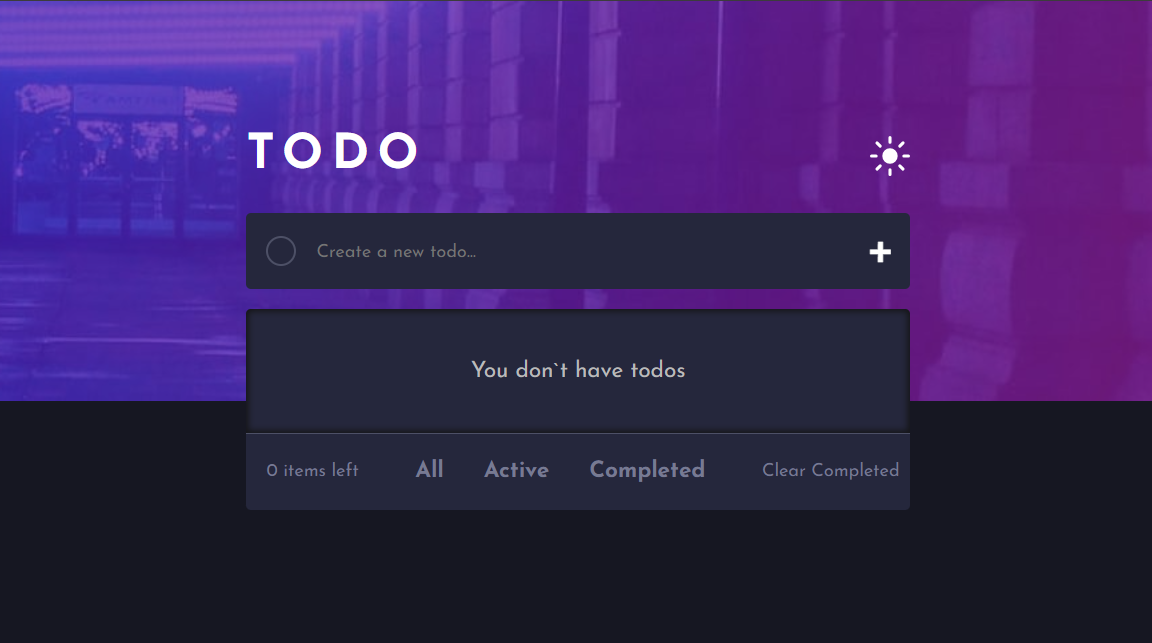 TODO
Create a new todo...
You don`t have todos
0 items left All Active Completed Clear Completed